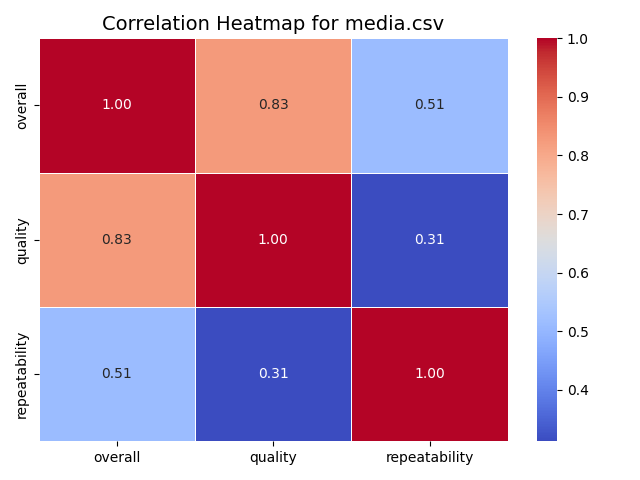 Correlation Heatmap for media.csv
overall
1.00
0.83
0.51
quality
0.83
1.00
0.31
repeatability
0.51
0.31
1.00
overall
quality
repeatability
1.0
0.9
0.8
0.7
0.6
0.5
0.4